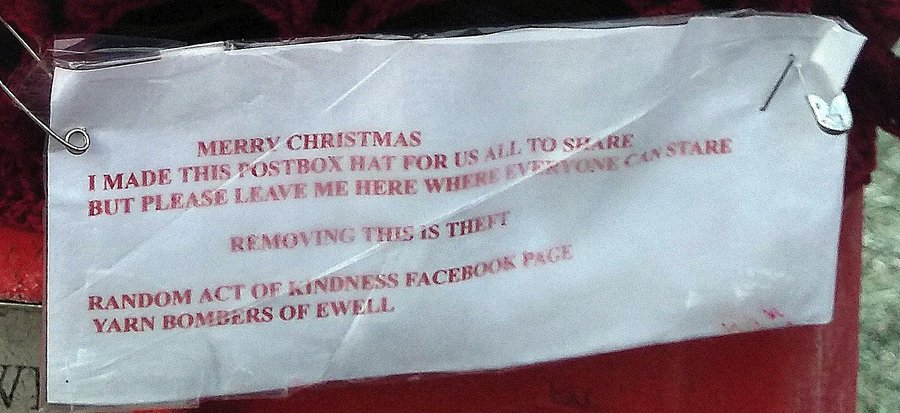 MERRY CHRISTMAS
I MADE THIS POSTBOX HAT FOR US ALL TO SHARE
BUT PLEASE LEAVE ME HERE WHERE EVERYONE CAN STARE
REMOVING THIS IS THEFT
RANDOM ACT OF KINDNESS FACEBOOK PAGE
YARN BOMBERS OF EWELL